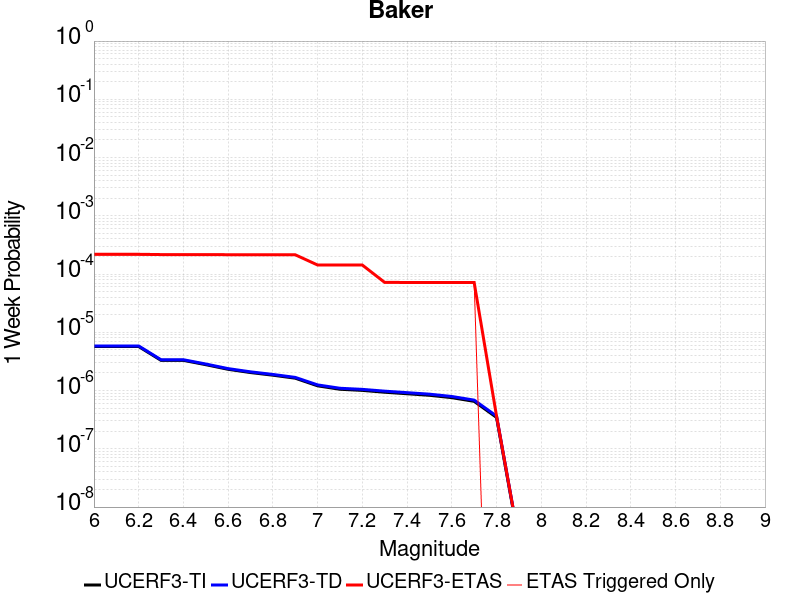 Baker
10^0
10^-1
10^-2
10^-3
10^-4
10^-5
10^-6
10^-7
10^-8
1 Week Probability
6 6.2 6.4 6.6 6.8 7 7.2 7.4 7.6 7.8 8 8.2 8.4 8.6 8.8 9
Magnitude
UCERF3-TI UCERF3-TD UCERF3-ETAS ETAS Triggered Only